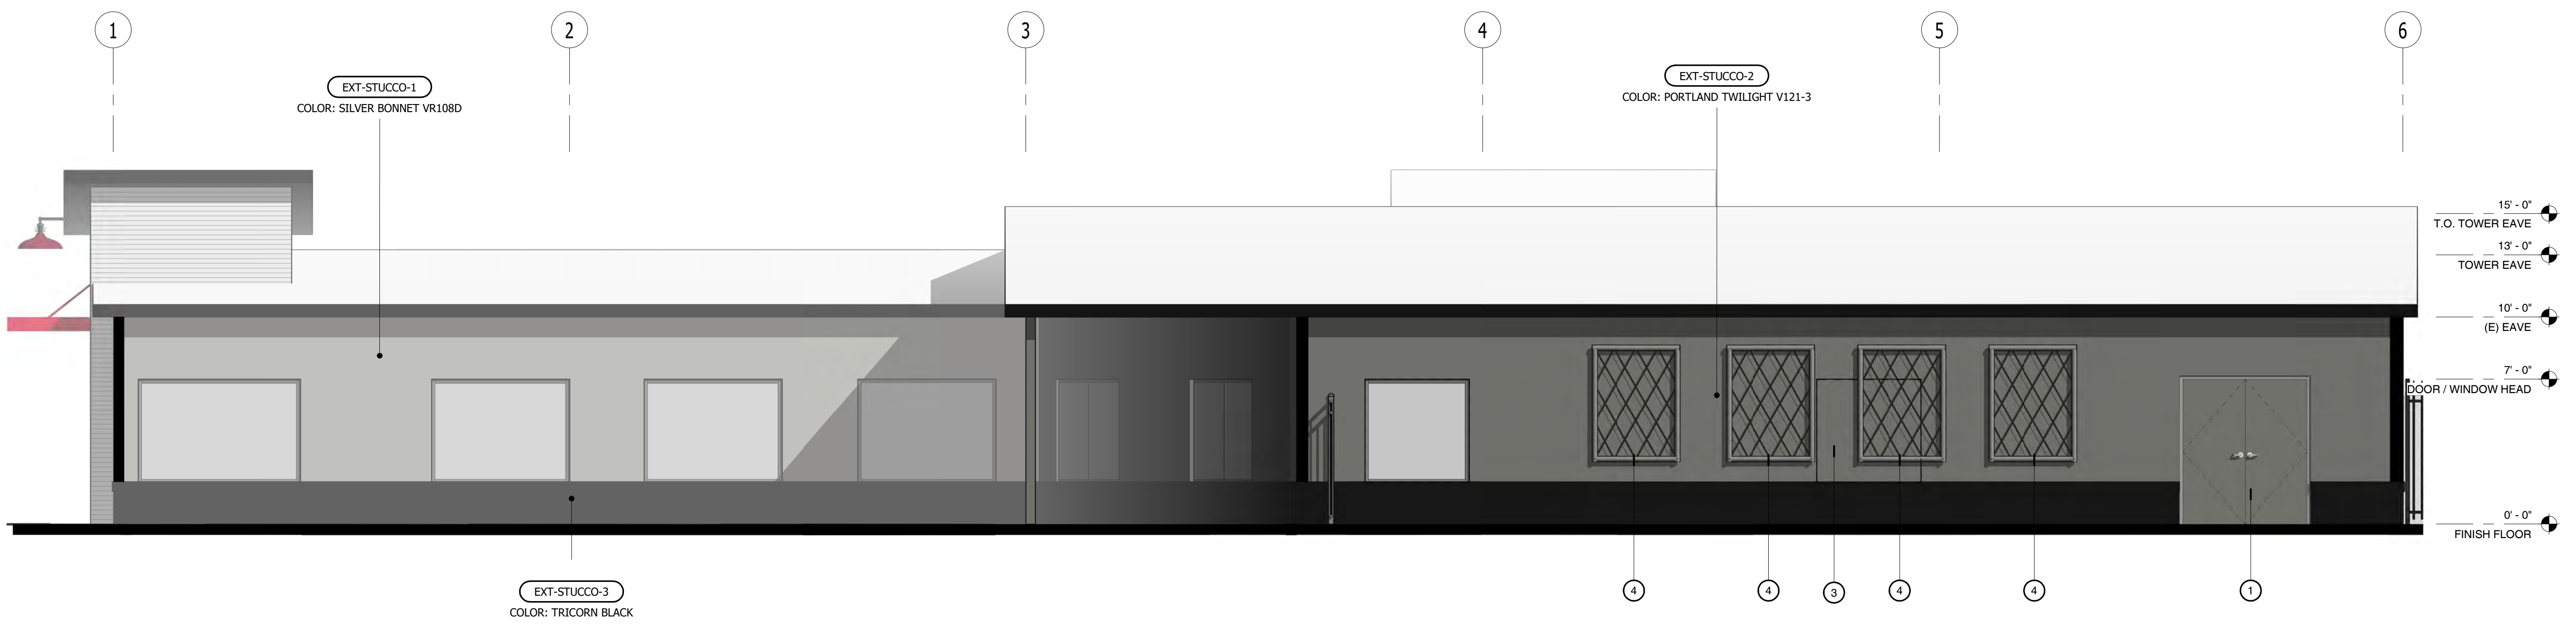 1
2
3
4
5
6
EXT-STUCCO-1
COLOR: SILVER BONNET VR108D
EXT-STUCCO-2
COLOR: PORTLAND TWILIGHT V121-3
15' - 0"
T.O. TOWER EAVE
13' - 0"
TOWER EAVE
10' - 0"
(E) EAVE
7' - 0"
DOOR / WINDOW HEAD
0' - 0"
FINISH FLOOR
EXT-STUCCO-3
COLOR: TRICORN BLACK
4
4
3
4
4
1